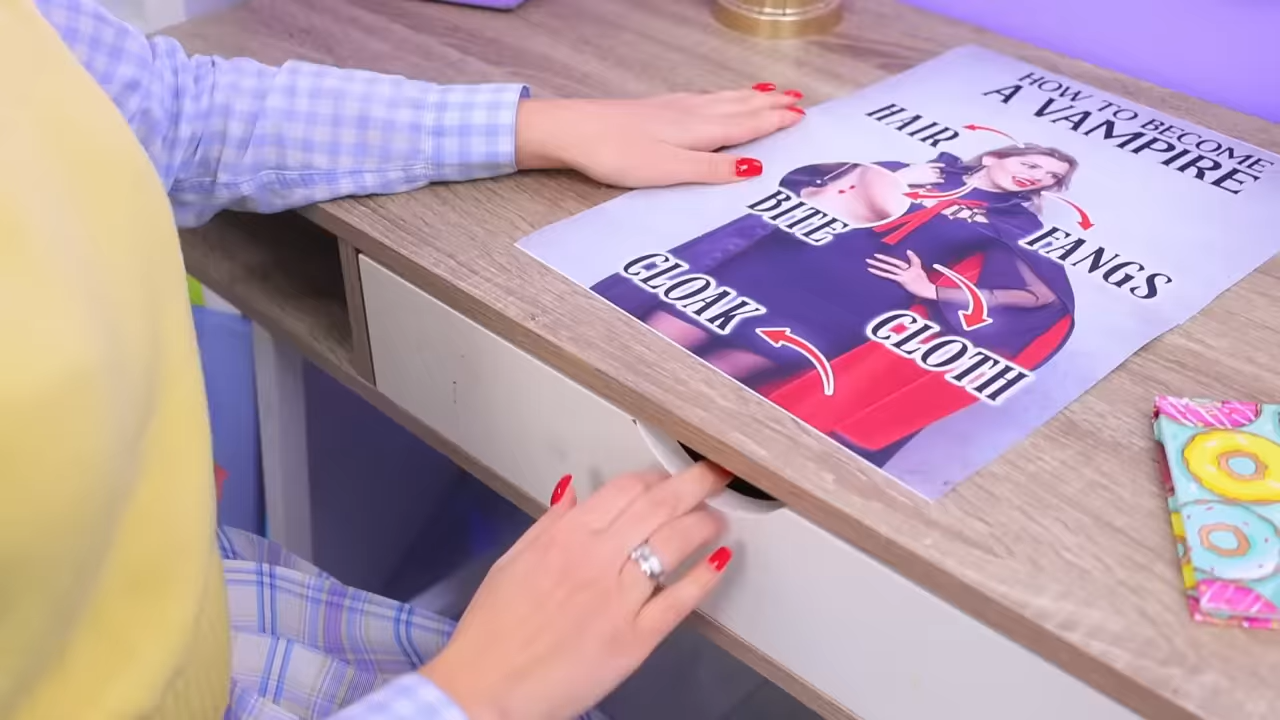 HOW TO BECOME
A VAMPIRE
HAIR
BITE
FANGS
CLOAK
CLOTH